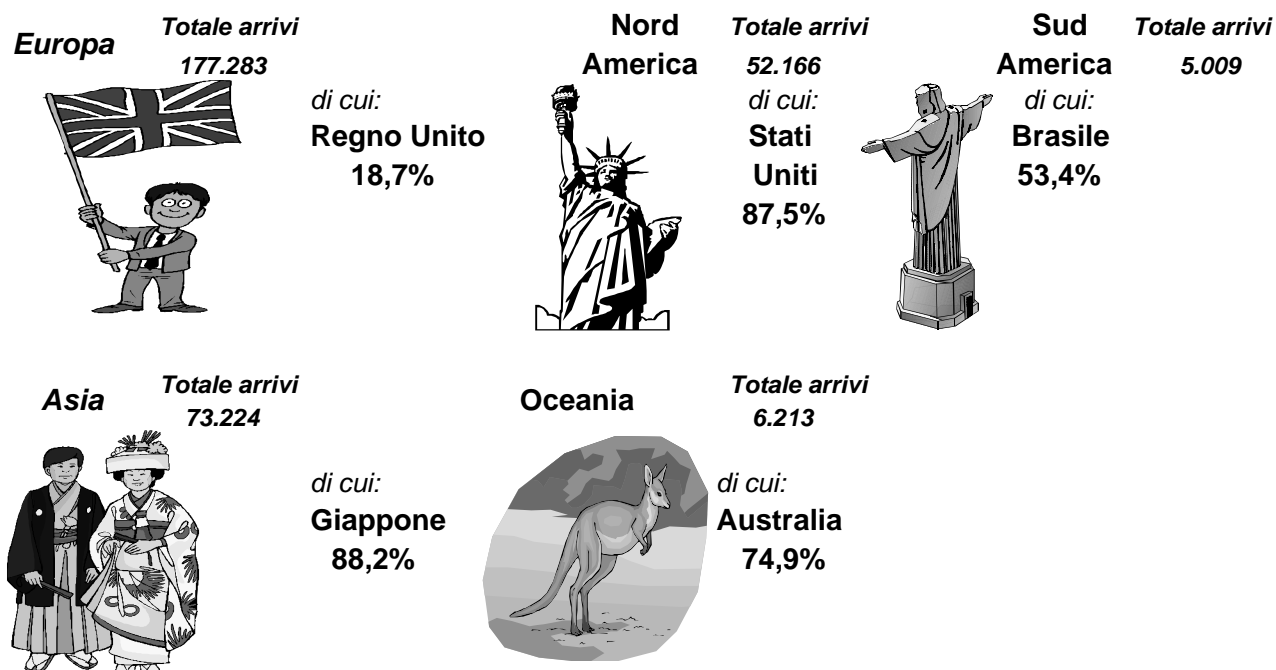 Europa
Totale arrivi
177.283
di cui:
Regno Unito
18,7%
Nord
America
Totale arrivi
52.166
di cui:
Stati
Uniti
87,5%
Sud
America
Totale arrivi
5.009
di cui:
Brasile
53,4%
Asia
Totale arrivi
73.224
di cui:
Giappone
88,2%
Oceania
Totale arrivi
6.213
di cui:
Australia
74,9%